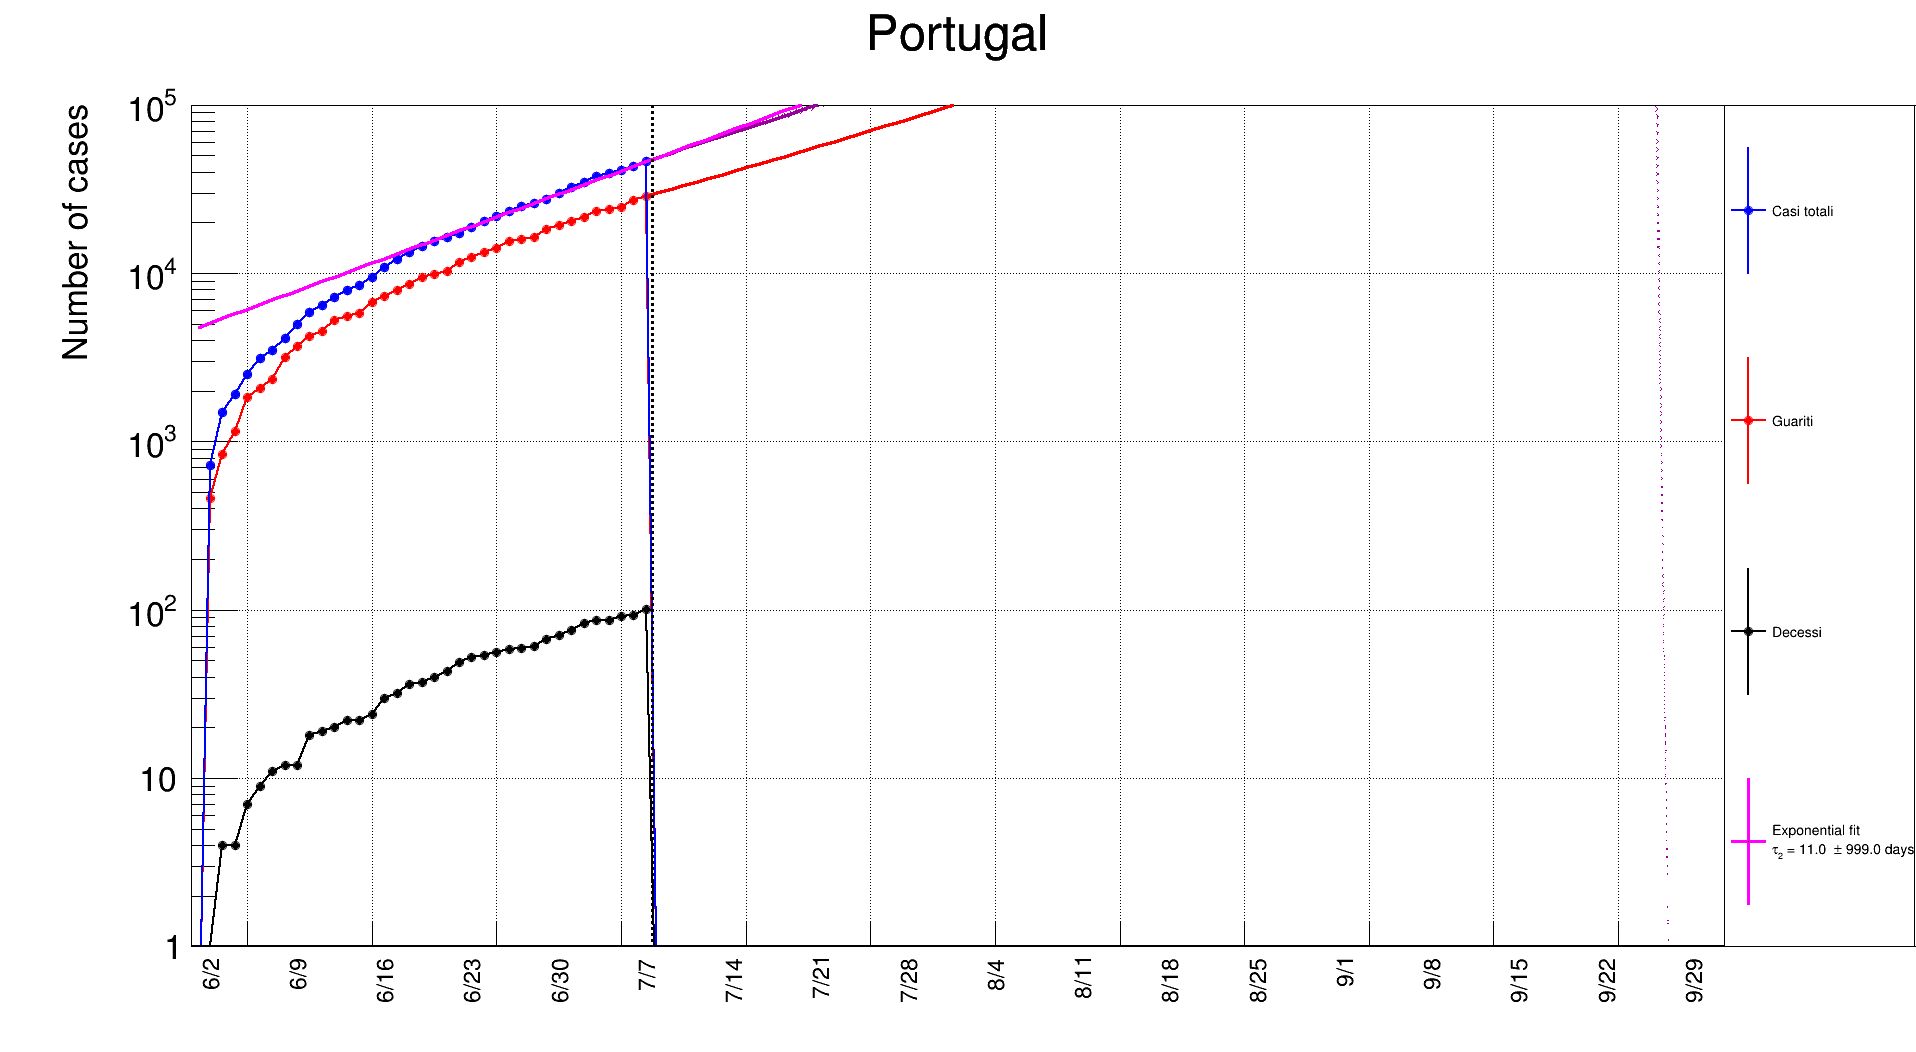 Portugal
Number of cases
10^5
10^4
10^3
10^2
10
1
6/2 6/9 6/16 6/23 6/30 7/7 7/14 7/21 7/28 8/4 8/11 8/18 8/25 9/1 9/8 9/15 9/22 9/29
Casi totali
Guariti
Decessi
Exponential fit
τ₂ = 11.0 ± 999.0 days